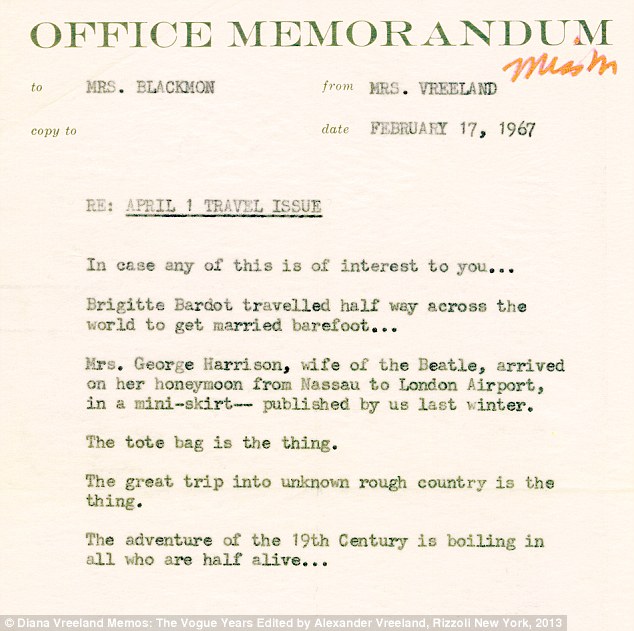 OFFICE MEMORANDUM
to MRS. BLACKMON from MRS. VREELAND
copy to date FEBRUARY 17, 1967
RE: APRIL 1 TRAVEL ISSUE
In case any of this is of interest to you...
Brigitte Bardot travelled half way across the
world to get married barefoot...
Mrs. George Harrison, wife of the Beatle, arrived
on her honeymoon from Nassau to London Airport,
in a mini-skirt-- published by us last winter.
The tote bag is the thing.
The great trip into unknown rough country is the
thing.
The adventure of the 19th Century is boiling in
all who are half alive...
© Diana Vreeland Memos: The Vogue Years Edited by Alexander Vreeland, Rizzoli New York, 2013